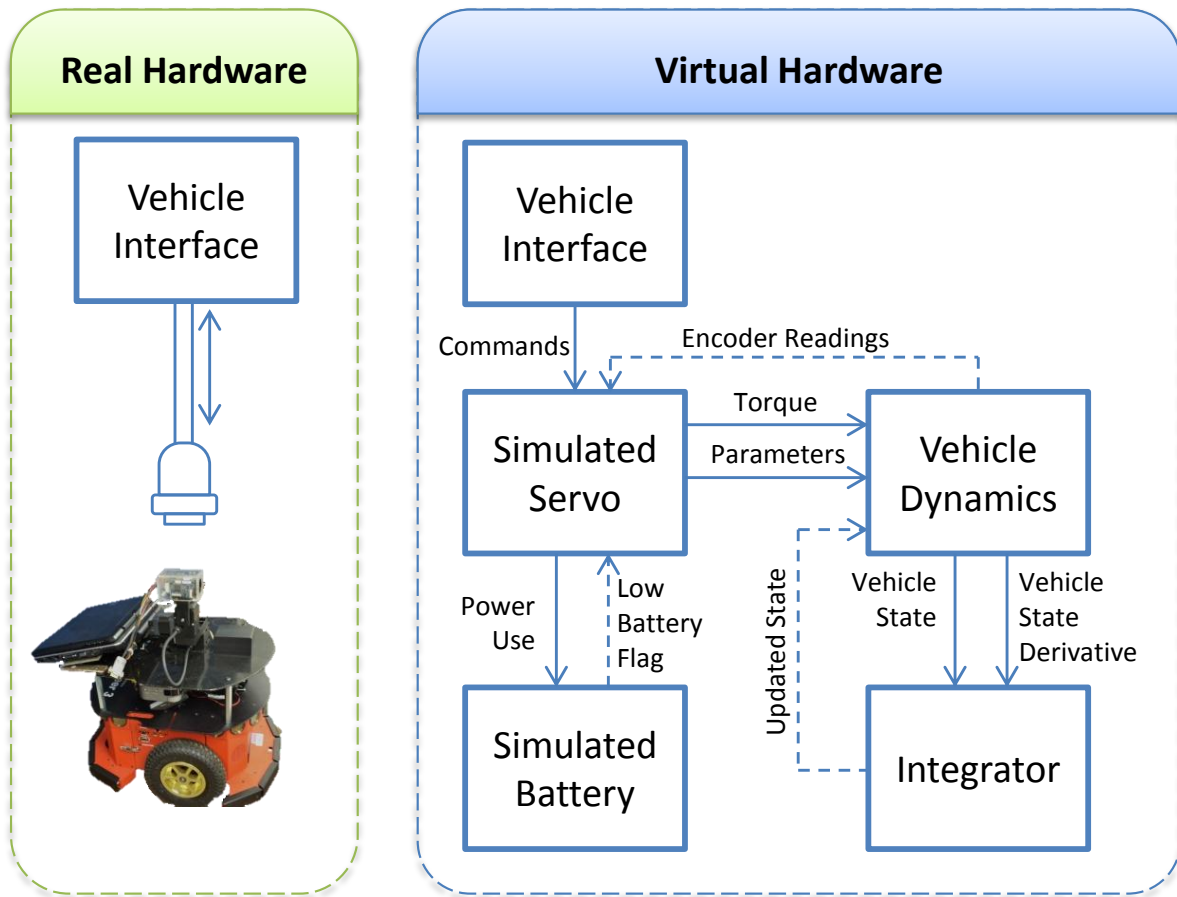 Real Hardware
Virtual Hardware
Vehicle
Interface
Vehicle
Interface
Commands
Encoder Readings
Simulated
Servo
Torque
Parameters
Vehicle
Dynamics
Power
Use
Low
Battery
Flag
Updated State
Vehicle
State
Vehicle
State
Derivative
Simulated
Battery
Integrator